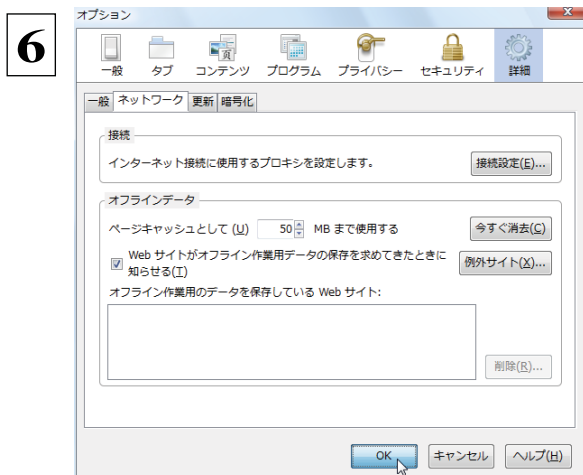 6
オプション
一般 タブ コンテンツ プログラム プライバシー セキュリティ 詳細
一般 ネットワーク 更新 暗号化
接続
インターネット接続に使用するプロキシを設定します。 接続設定(E)...
オフラインデータ
ページキャッシュとして (U) 50 MB まで使用する 今すぐ消去(C)
Web サイトがオフライン作業用データの保存を求めてきたときに
知らせる(T) 例外サイト(X)...
オフライン作業用のデータを保存している Web サイト:
削除(R)...
OK キャンセル ヘルプ(H)